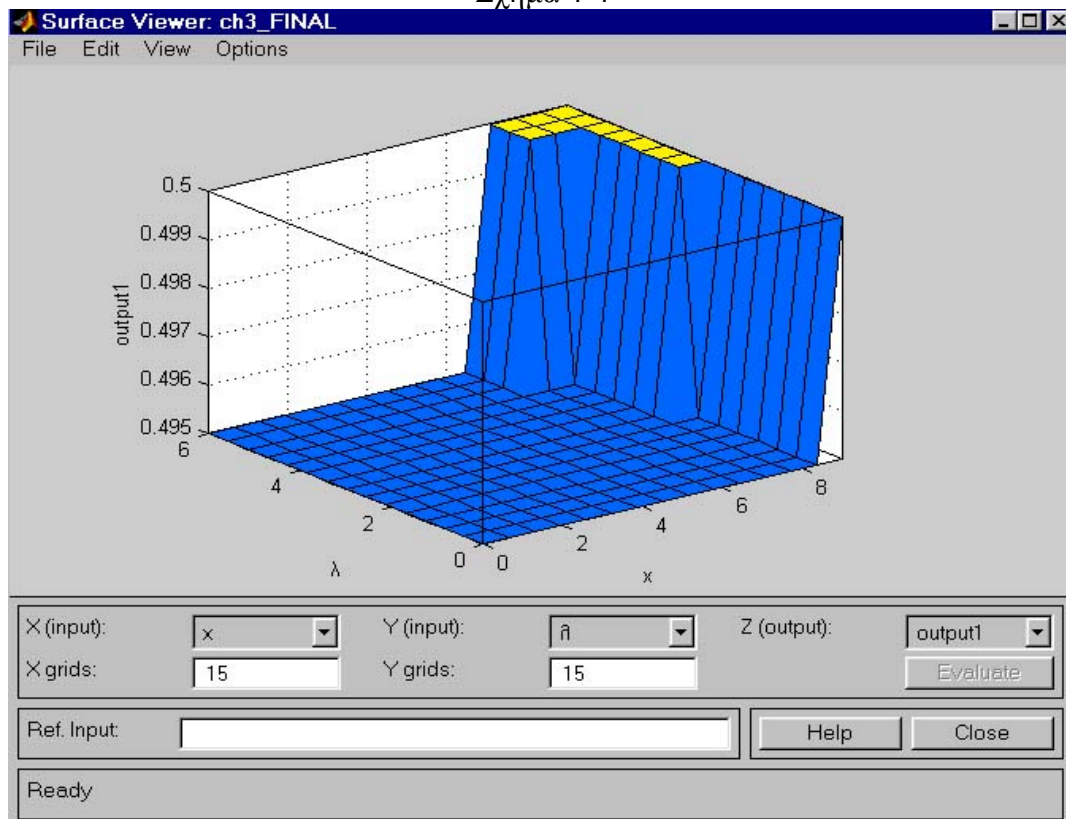 Surface Viewer: ch3_FINAL
File Edit View Options
0.5
0.499
0.498
0.497
0.496
0.495
output1
6
4
2
0
λ
0
2
4
6
8
x
X (input): x Y (input): Z (output): output1
X grids: 15 Y grids: 15 Evaluate
Ref. Input: Help Close
Ready